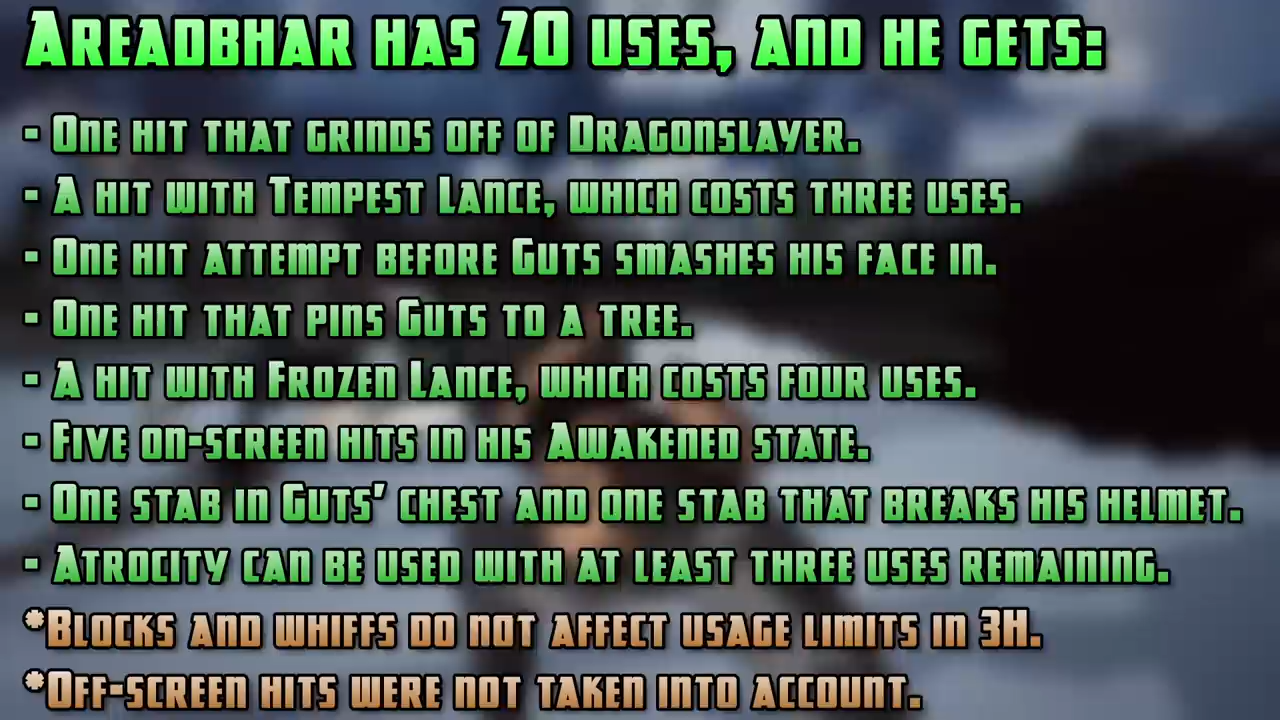 Areadbhar has 20 uses, and he gets:
- One hit that grinds off of Dragonslayer.
- A hit with Tempest Lance, which costs three uses.
- One hit attempt before Guts smashes his face in.
- One hit that pins Guts to a tree.
- A hit with Frozen Lance, which costs four uses.
- Five on-screen hits in his Awakened state.
- One stab in Guts' chest and one stab that breaks his helmet.
- Atrocity can be used with at least three uses remaining.
*Blocks and whiffs do not affect usage limits in 3H.
*Off-screen hits were not taken into account.